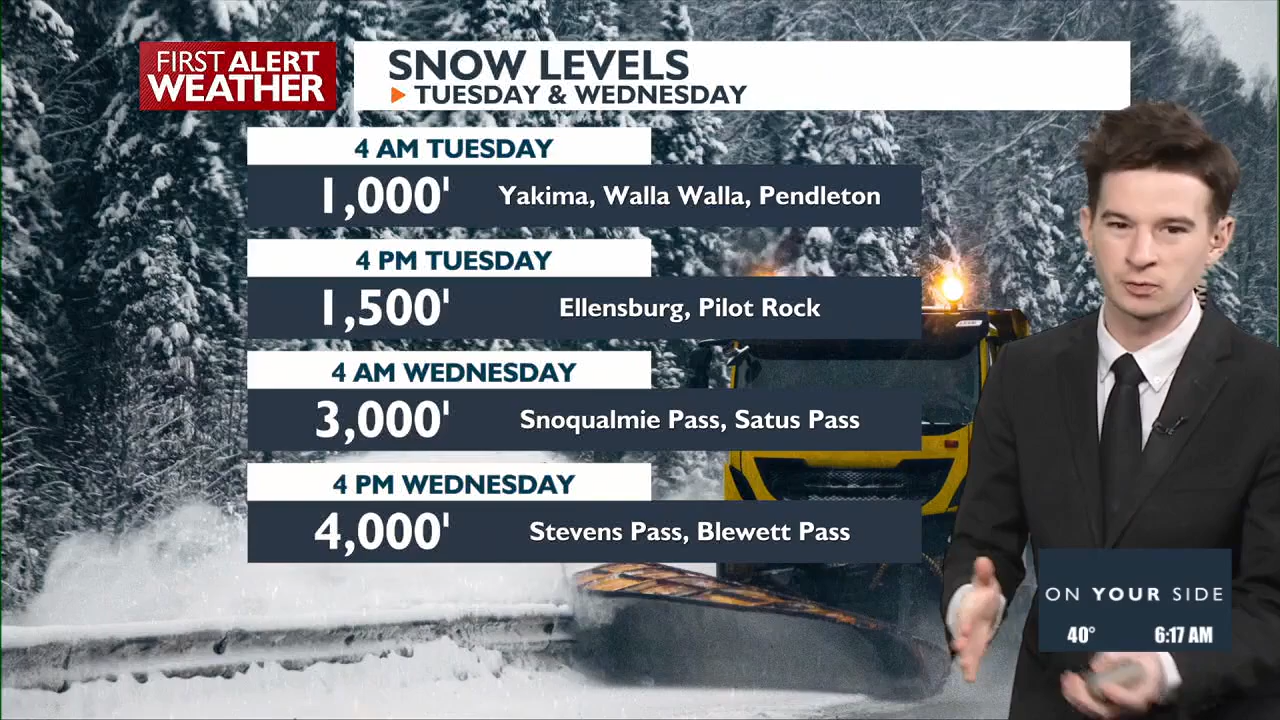 FIRST ALERT
WEATHER
SNOW LEVELS
TUESDAY & WEDNESDAY
4 AM TUESDAY
1,000' Yakima, Walla Walla, Pendleton
4 PM TUESDAY
1,500' Ellensburg, Pilot Rock
4 AM WEDNESDAY
3,000' Snoqualmie Pass, Satus Pass
4 PM WEDNESDAY
4,000' Stevens Pass, Blewett Pass
ON YOUR SIDE
40° 6:17 AM